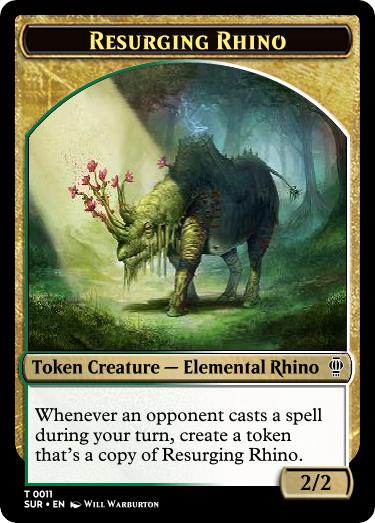 Resurging Rhino
Token Creature — Elemental Rhino
Whenever an opponent casts a spell
during your turn, create a token
that's a copy of Resurging Rhino.
2/2
T 0011
SUR • EN Will Warburton